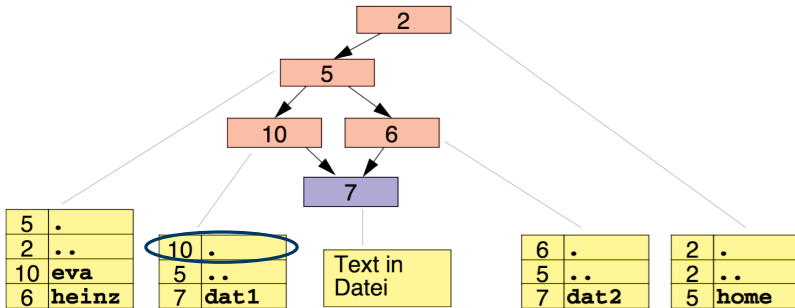 2
5
10 6
7
5 .
2 ..
10 eva
6 heinz
10 .
5 ..
7 dat1
Text in
Datei
6 .
5 ..
7 dat2
2 .
2 ..
5 home